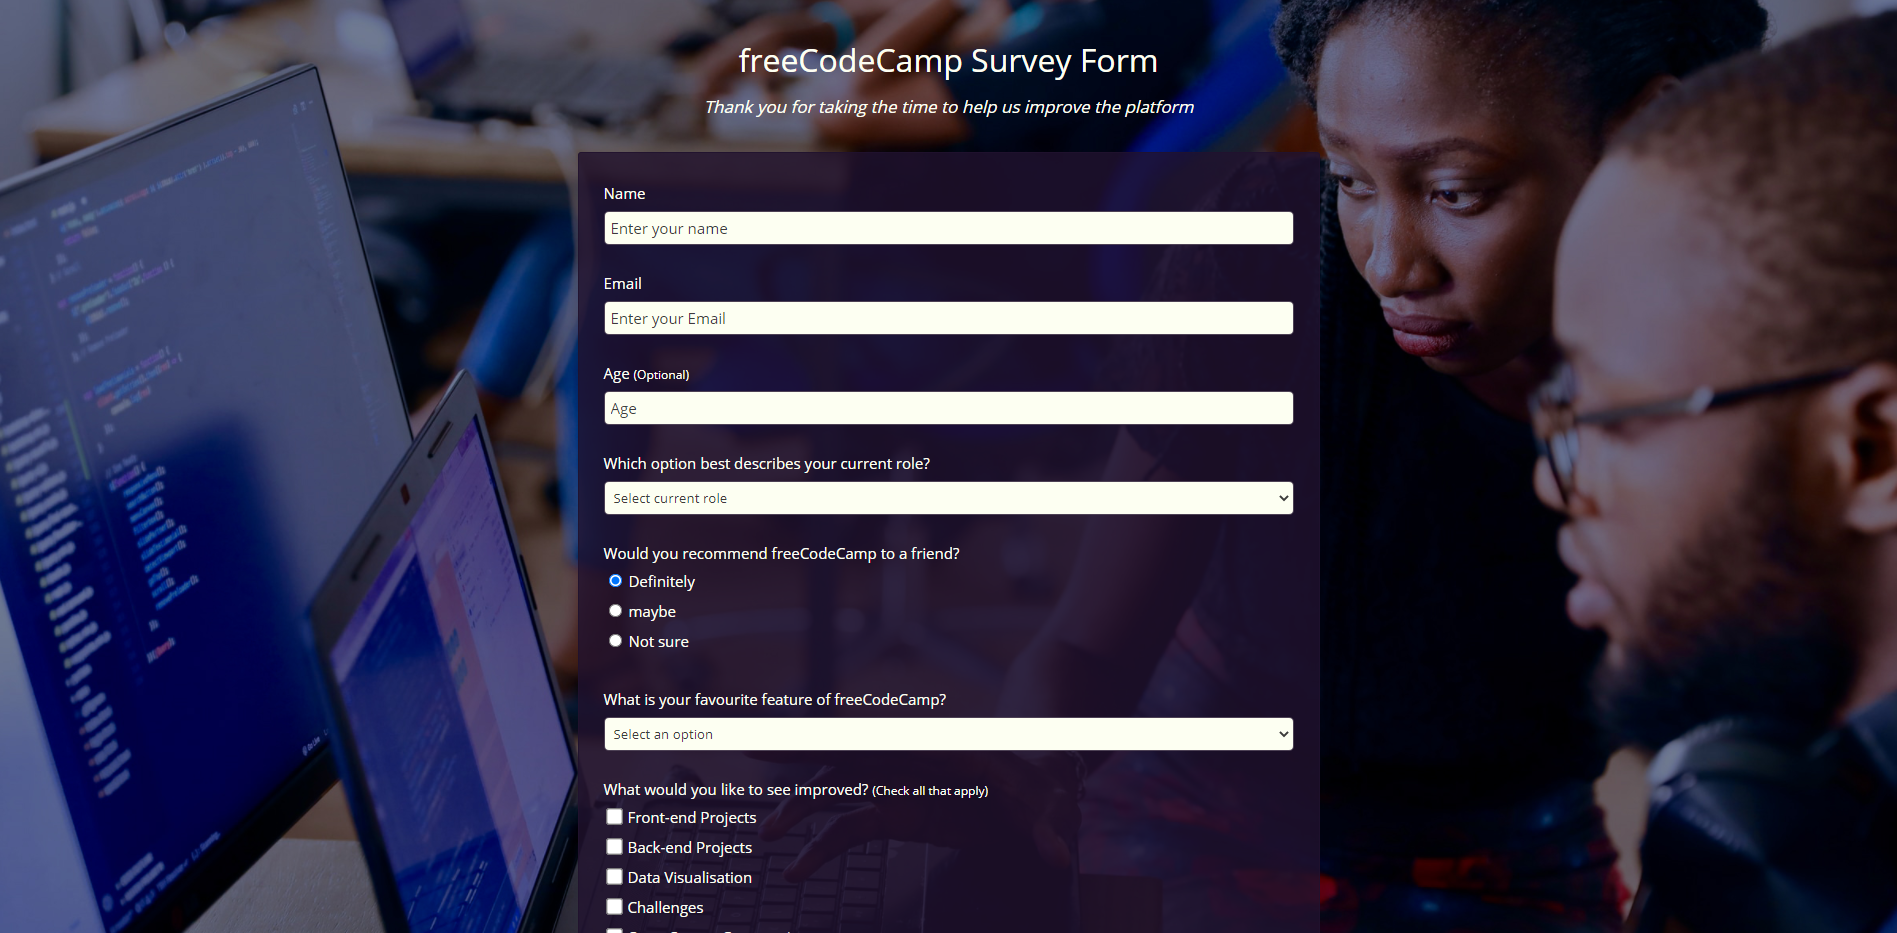 freeCodeCamp Survey Form
Thank you for taking the time to help us improve the platform
Name
Enter your name
Email
Enter your Email
Age (Optional)
Age
Which option best describes your current role?
Select current role
Would you recommend freeCodeCamp to a friend?
Definitely
maybe
Not sure
What is your favourite feature of freeCodeCamp?
Select an option
What would you like to see improved? (Check all that apply)
Front-end Projects
Back-end Projects
Data Visualisation
Challenges